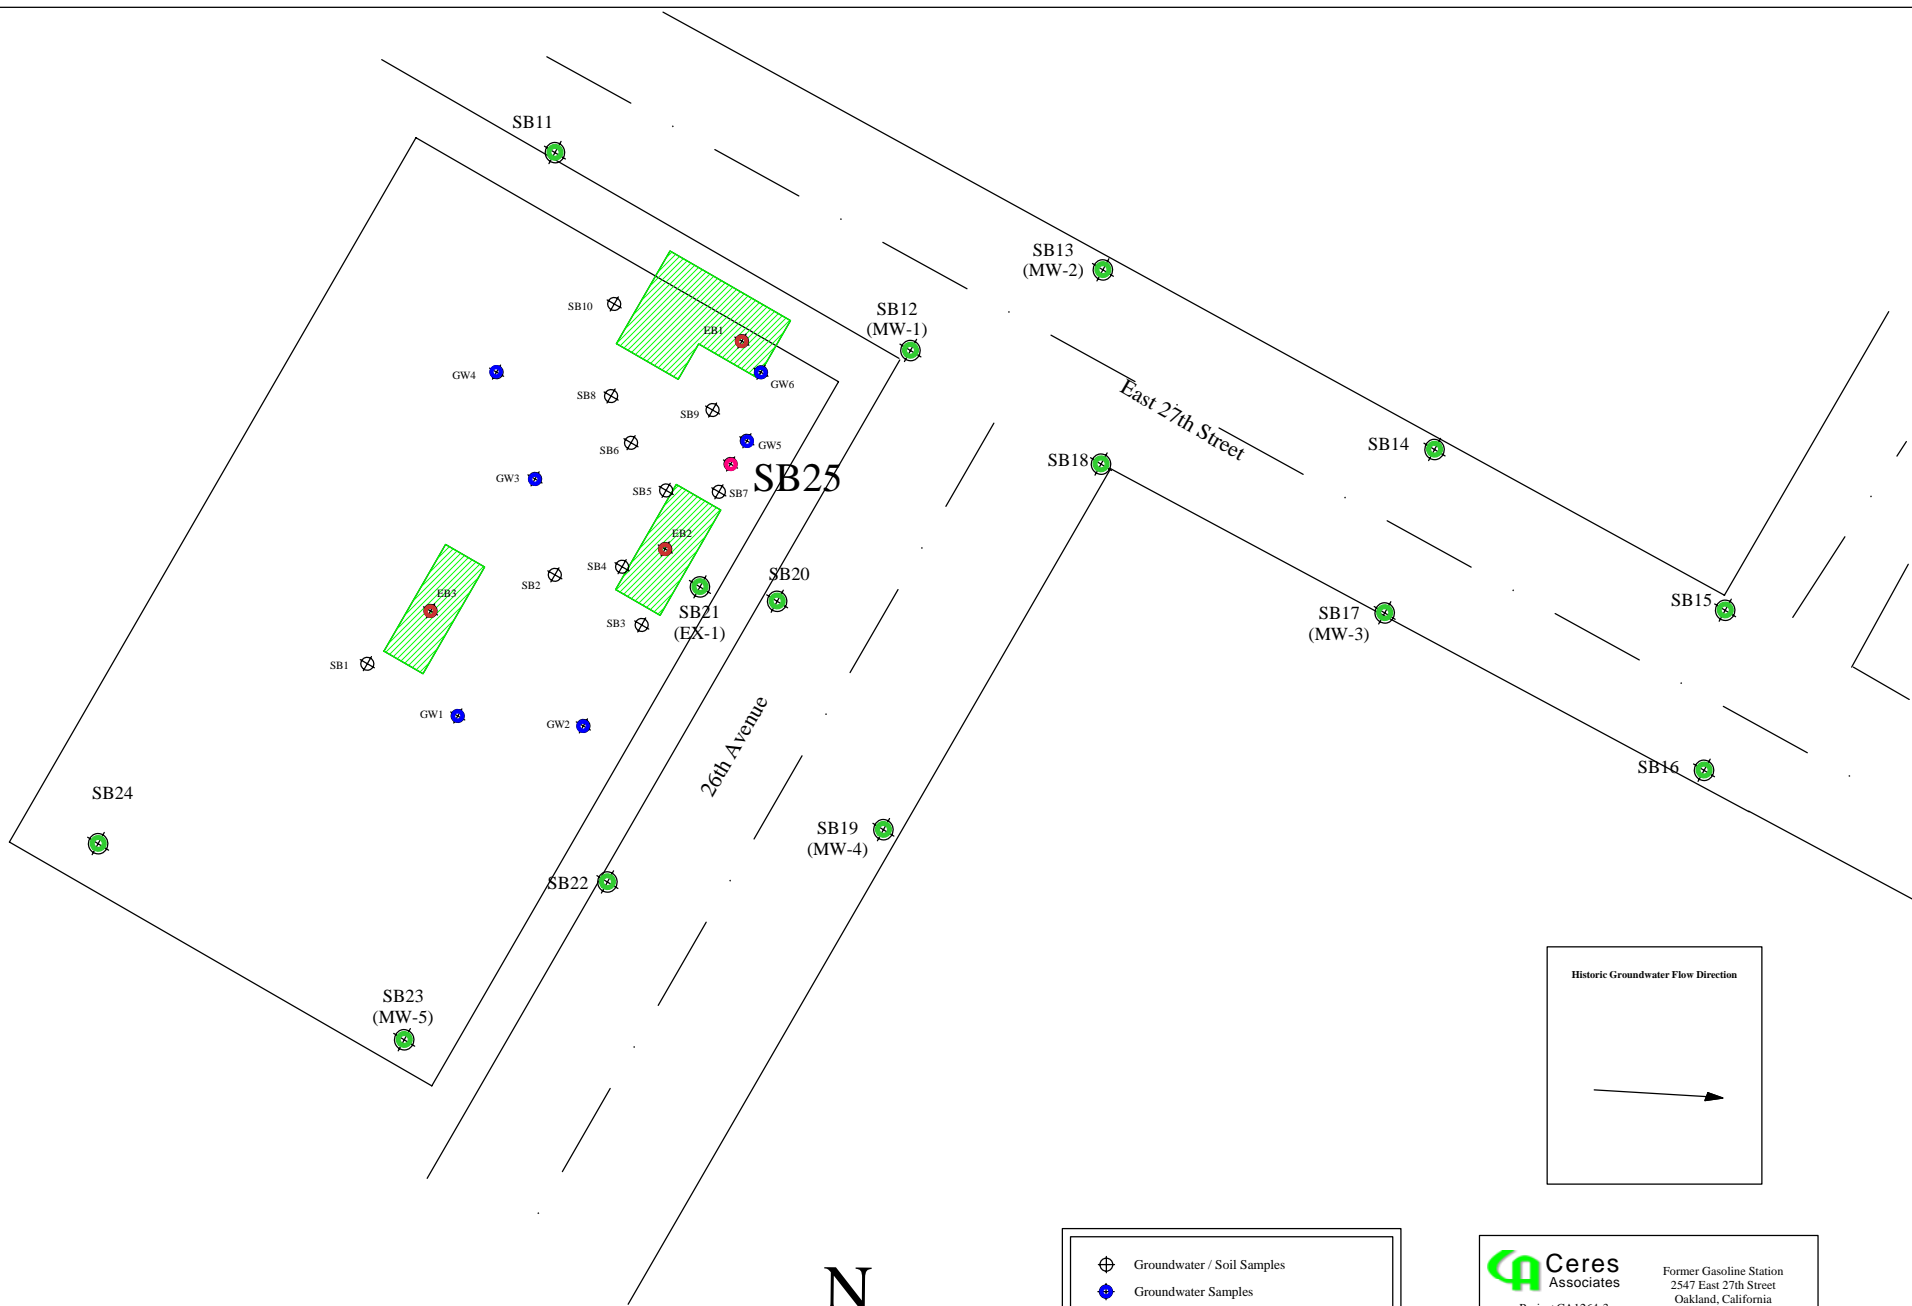 SB11
SB13
(MW-2)
SB12
(MW-1)
SB10
EB1
GW4
GW6
SB8
SB9
East 27th Street
SB14
SB6
GW5
SB18
GW3
SB25
SB5
SB7
EB2
SB4
SB20
SB2
EB3
SB21
(EX-1)
SB3
SB17
(MW-3)
SB15
SB1
GW1
GW2
26th Avenue
SB16
SB24
SB19
(MW-4)
SB22
SB23
(MW-5)
Historic Groundwater Flow Direction
N
Groundwater / Soil Samples
Groundwater Samples
CA Ceres
Associates
Former Gasoline Station
2547 East 27th Street
Oakland, California